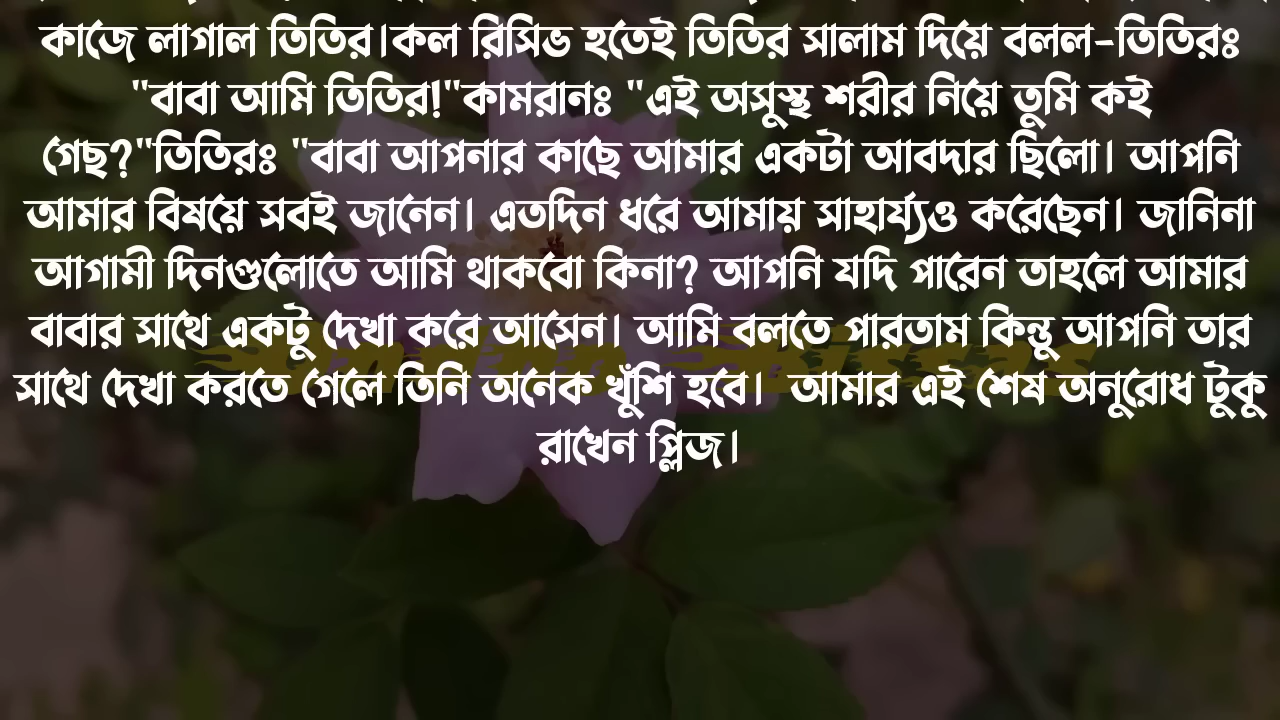 কাজে লাগাল তিতির।কল রিসিভ হতেই তিতির সালাম দিয়ে বলল-তিতিরঃ
"বাবা আমি তিতির!"কামরানঃ "এই অসুস্থ শরীর নিয়ে তুমি কই
গেছ?"তিতিরঃ "বাবা আপনার কাছে আমার একটা আবদার ছিলো। আপনি
আমার বিষয়ে সবই জানেন। এতদিন ধরে আমায় সাহার্য্যও করেছেন। জানিনা
আগামী দিনগুলোতে আমি থাকবো কিনা? আপনি যদি পারেন তাহলে আমার
বাবার সাথে একটু দেখা করে আসেন। আমি বলতে পারতাম কিন্তু আপনি তার
সাথে দেখা করতে গেলে তিনি অনেক খুঁশি হবে। আমার এই শেষ অনুরোধ টুকু
রাখেন প্লিজ।